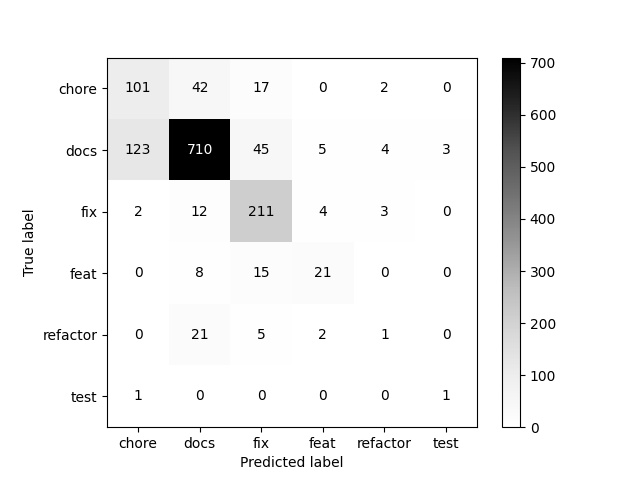 chore 101 42 17 0 2 0
docs 123 710 45 5 4 3
fix 2 12 211 4 3 0
feat 0 8 15 21 0 0
refactor 0 21 5 2 1 0
test 1 0 0 0 0 1
chore docs fix feat refactor test
Predicted label
True label
700
600
500
400
300
200
100
0